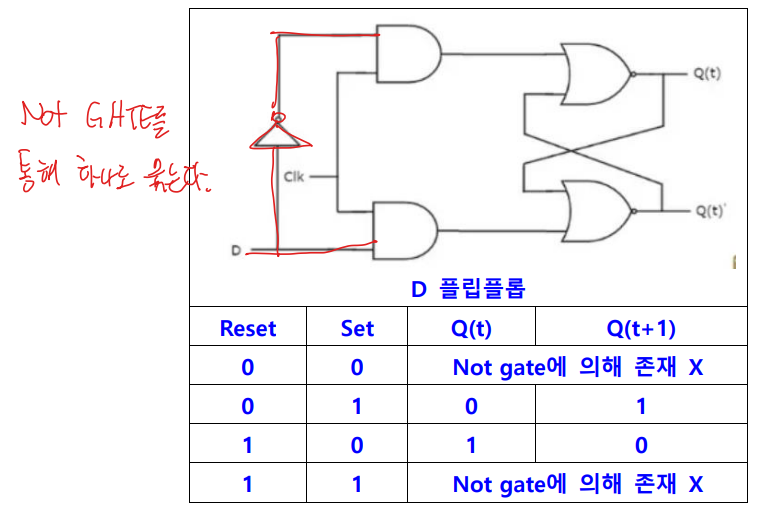 Not GATE를
통해 하나로 묶는다.
Q(t)
Clk
Q(t)'
D
D 플립플롭
Reset Set Q(t) Q(t+1)
0 0 Not gate에 의해 존재 X
0 1 0 1
1 0 1 0
1 1 Not gate에 의해 존재 X